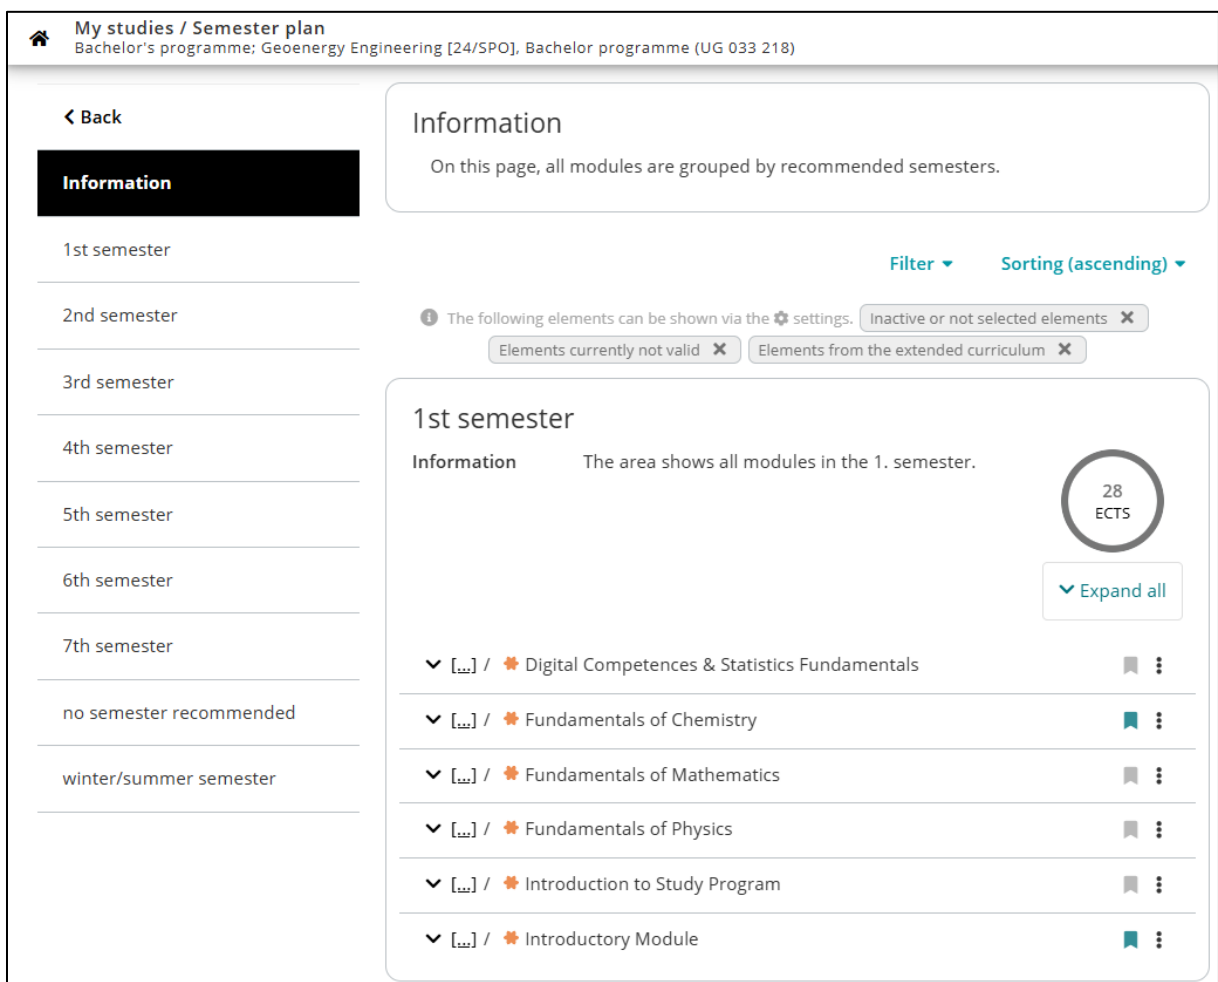 My studies / Semester plan
Bachelor's programme; Geoenergy Engineering [24/SPO], Bachelor programme (UG 033 218)
Back
Information
1st semester
2nd semester
3rd semester
4th semester
5th semester
6th semester
7th semester
no semester recommended
winter/summer semester
Information
On this page, all modules are grouped by recommended semesters.
Filter Sorting (ascending)
The following elements can be shown via the settings. Inactive or not selected elements
Elements currently not valid Elements from the extended curriculum
1st semester
Information The area shows all modules in the 1. semester.
28
ECTS
Expand all
[...] / Digital Competences & Statistics Fundamentals
[...] / Fundamentals of Chemistry
[...] / Fundamentals of Mathematics
[...] / Fundamentals of Physics
[...] / Introduction to Study Program
[...] / Introductory Module